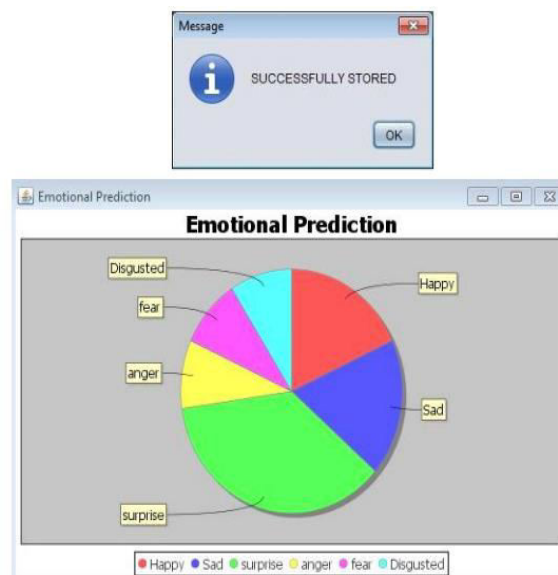 Message
SUCCESSFULLY STORED
OK
Emotional Prediction
Emotional Prediction
Disgusted
Happy
fear
anger
Sad
surprise
Happy Sad surprise anger fear Disgusted